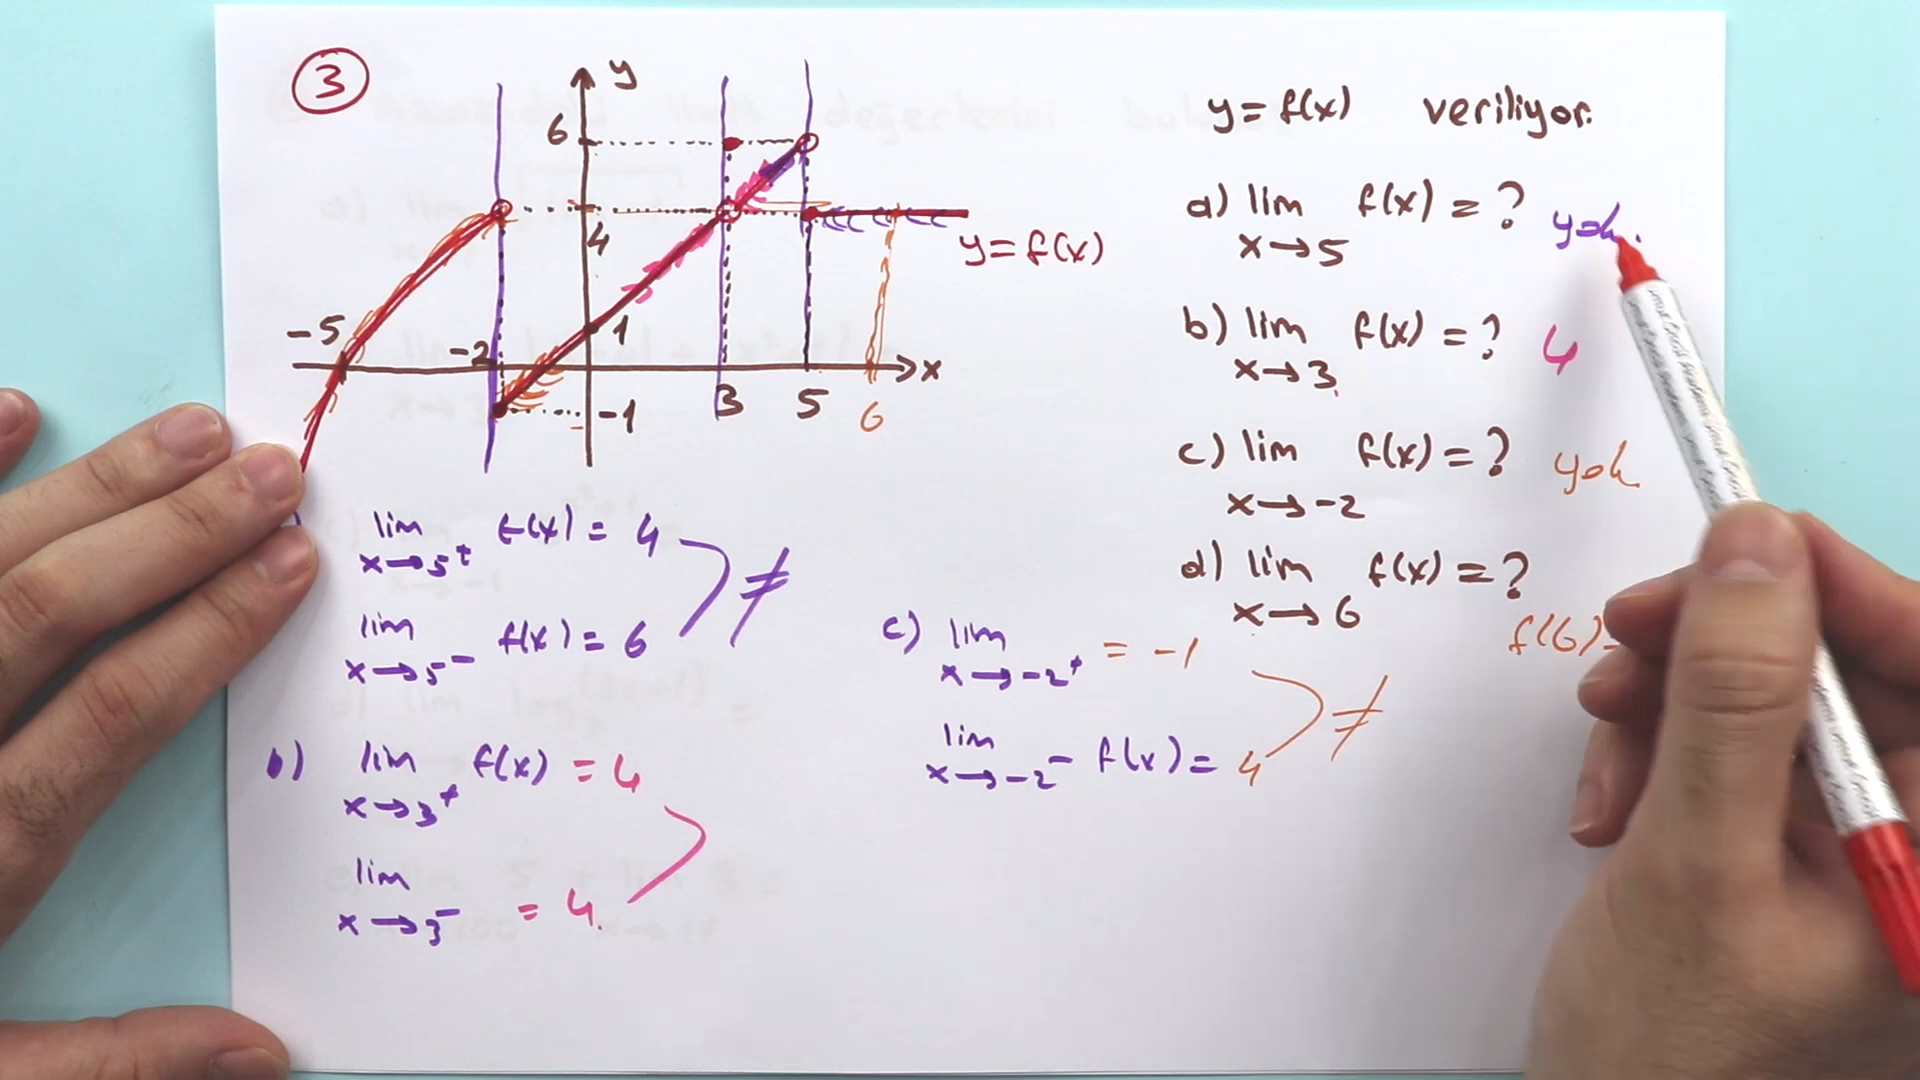 3
y
6
4
y=f(x)
-5
-2
1
x
-1
3
5
6
y=f(x) veriliyor.
a) lim f(x) = ? yok.
x→5
b) lim f(x) = ? 4
x→3
c) lim f(x) = ? yok
x→-2
d) lim f(x) = ?
x→6
f(6)=
lim f(x) = 4
x→5⁺
≠
lim f(x) = 6
x→5⁻
b) lim f(x) = 4
x→3⁺
lim = 4
x→3⁻
c) lim = -1
x→-2⁺
≠
lim f(x) = 4
x→-2⁻